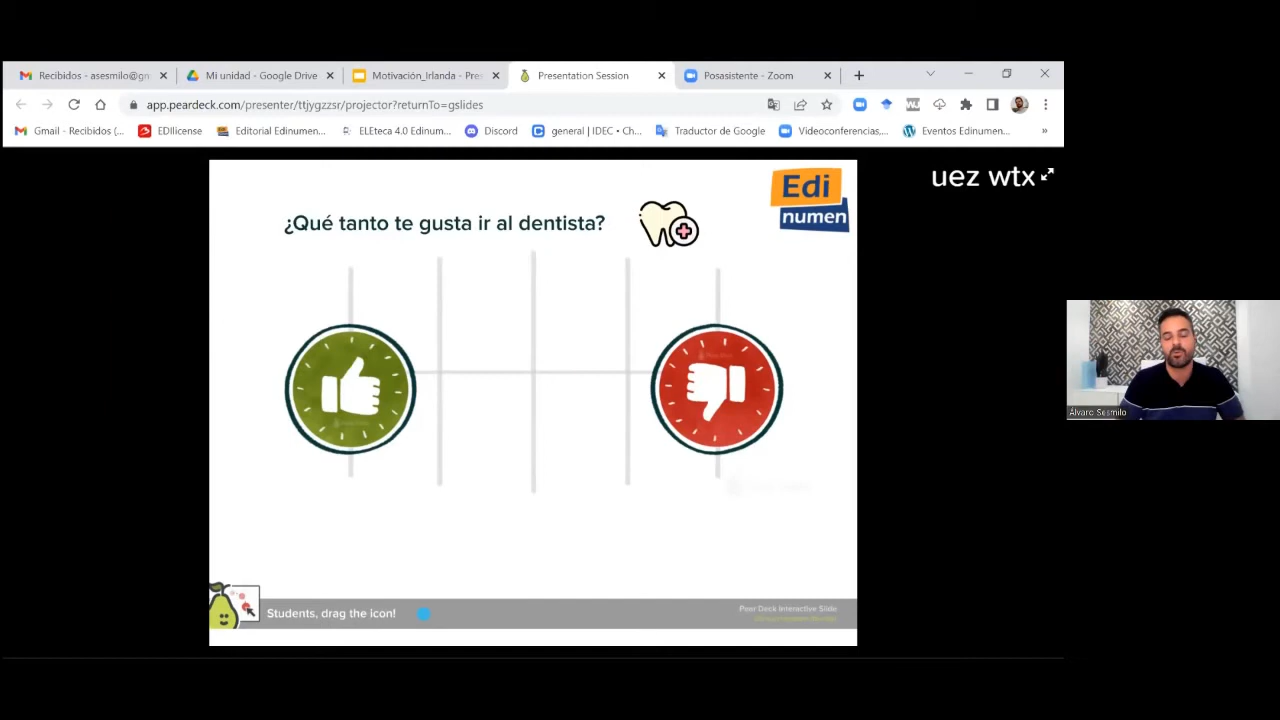 Recibidos - asesmilo@gm
Mi unidad - Google Drive
Motivación_Irlanda - Pres
Presentation Session
Posasistente - Zoom
app.peardeck.com/presenter/ttjygzzsr/projector?returnTo=gslides
Gmail - Recibidos (...
EDIlicense
Editorial Edinumen...
ELEteca 4.0 Edinum...
Discord
general | IDEC • Ch...
Traductor de Google
Videoconferencias,...
Eventos Edinumen...
uez wtx
Edi
numen
¿Qué tanto te gusta ir al dentista?
Álvaro Sesmilo
Students, drag the icon!
Pear Deck Interactive Slide